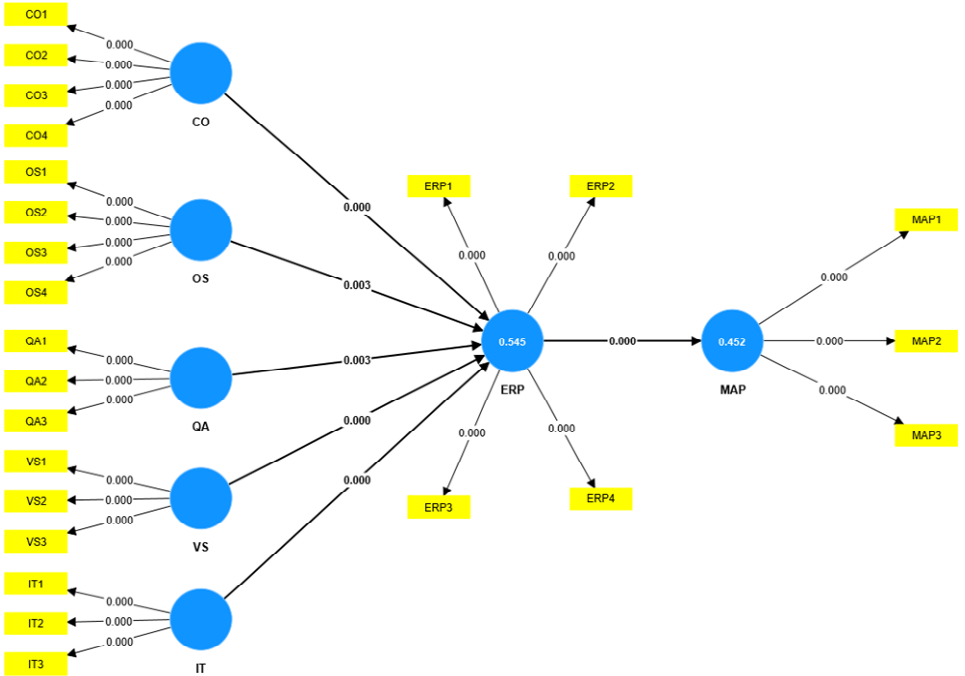 CO1
CO2
CO3
CO4
0.000
0.000
0.000
0.000
CO
OS1
OS2
OS3
OS4
0.000
0.000
0.000
0.000
OS
QA1
QA2
QA3
0.000
0.000
0.000
QA
VS1
VS2
VS3
0.000
0.000
0.000
VS
IT1
IT2
IT3
0.000
0.000
0.000
IT
0.000
0.003
0.003
0.000
0.000
ERP1
ERP2
0.000
0.000
0.545
ERP
0.000
0.000
ERP3
ERP4
0.000
0.452
MAP
0.000
0.000
0.000
MAP1
MAP2
MAP3